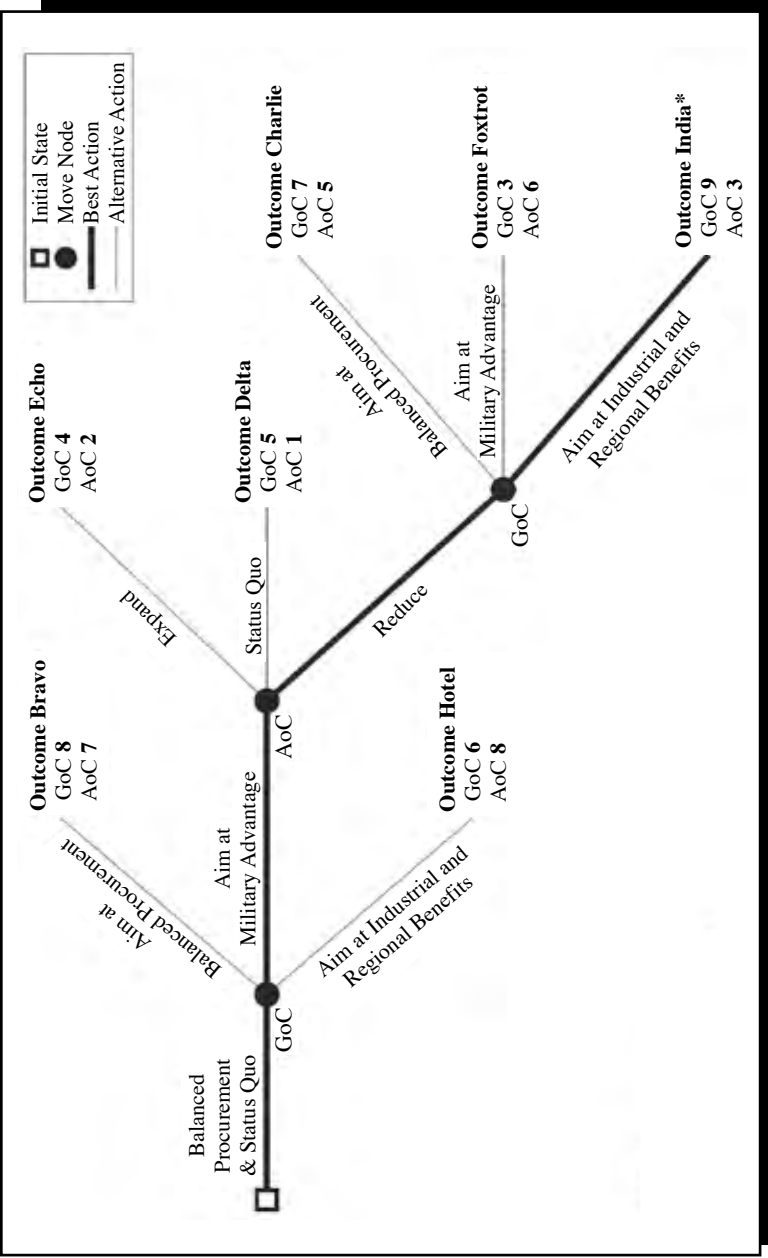 Initial State
Move Node
Best Action
Alternative Action
Balanced
Procurement
& Status Quo
GoC
Aim at
Balanced Procurement
Outcome Bravo
GoC 8
AoC 7
Aim at
Military Advantage
Aim at Industrial and
Regional Benefits
Outcome Hotel
GoC 6
AoC 8
AoC
Expand
Outcome Echo
GoC 4
AoC 2
Status Quo
Outcome Delta
GoC 5
AoC 1
Reduce
GoC
Aim at
Balanced Procurement
Outcome Charlie
GoC 7
AoC 5
Aim at
Military Advantage
Outcome Foxtrot
GoC 3
AoC 6
Aim at Industrial and
Regional Benefits
Outcome India*
GoC 9
AoC 3